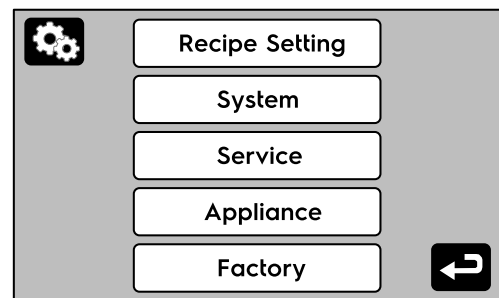 Recipe Setting
System
Service
Appliance
Factory